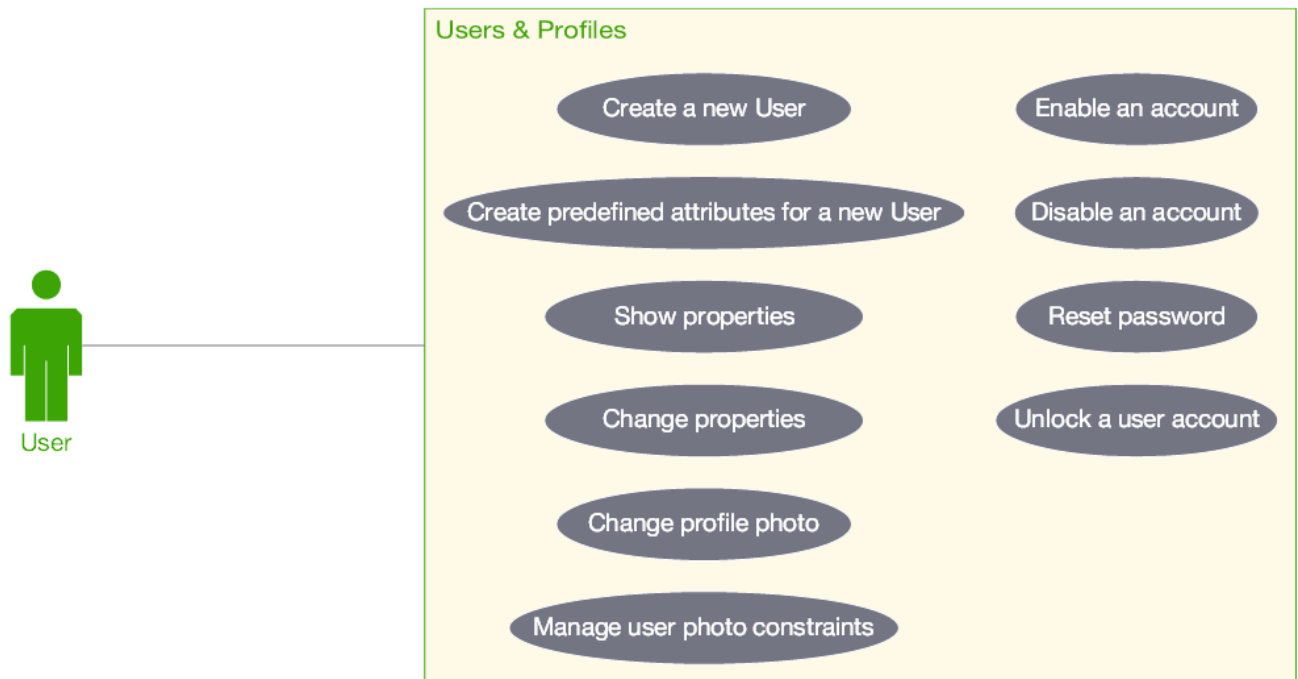 Users & Profiles
Create a new User
Create predefined attributes for a new User
Show properties
Change properties
Change profile photo
Manage user photo constraints
Enable an account
Disable an account
Reset password
Unlock a user account
User